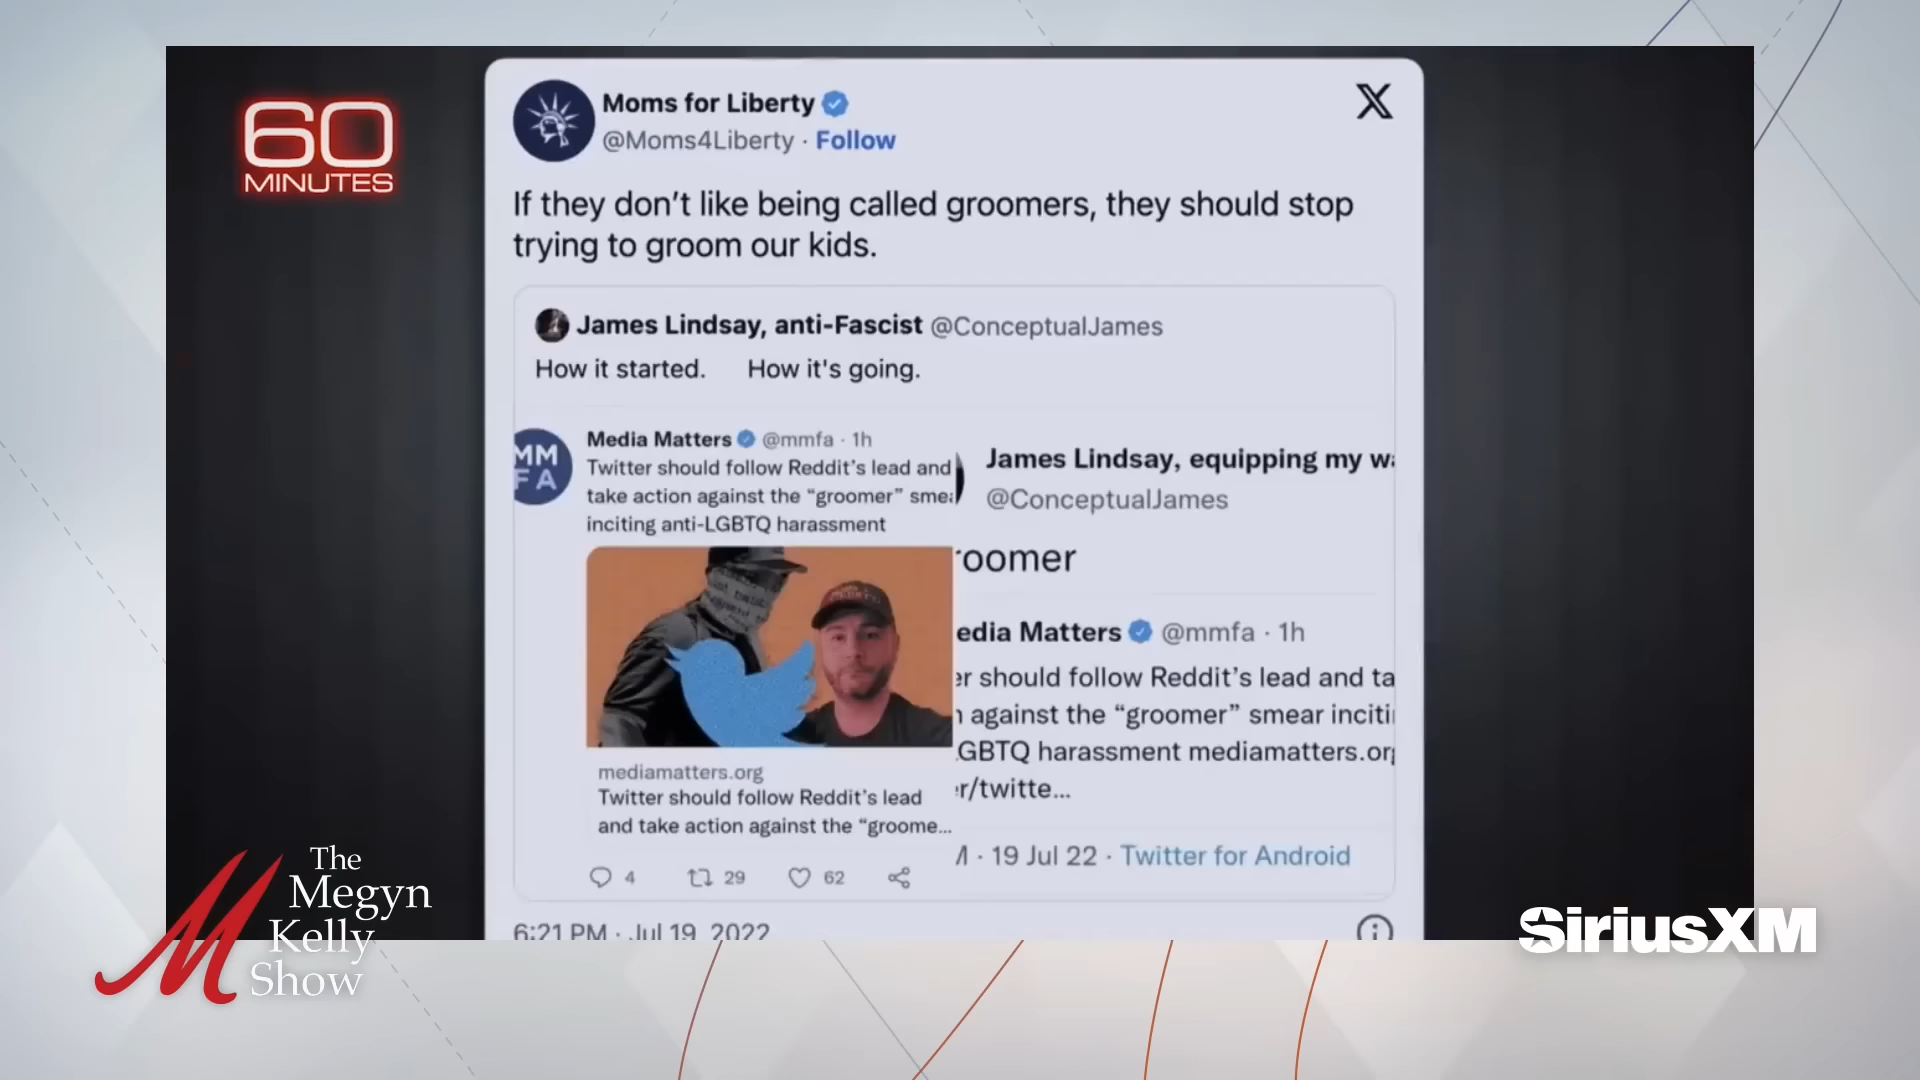 60
MINUTES
Moms for Liberty
@Moms4Liberty · Follow
If they don't like being called groomers, they should stop
trying to groom our kids.
James Lindsay, anti-Fascist @ConceptualJames
How it started. How it's going.
MM
FA
Media Matters @mmfa · 1h
Twitter should follow Reddit's lead and
take action against the “groomer” smea
inciting anti-LGBTQ harassment
mediamatters.org
Twitter should follow Reddit's lead
and take action against the “groome...
4 29 62
James Lindsay, equipping my wa
@ConceptualJames
roomer
edia Matters @mmfa · 1h
er should follow Reddit's lead and ta
n against the “groomer” smear inciti
GBTQ harassment mediamatters.org
r/twitte...
M · 19 Jul 22 · Twitter for Android
6:21 PM · Jul 19, 2022
The
Megyn
Kelly
Show
SiriusXM